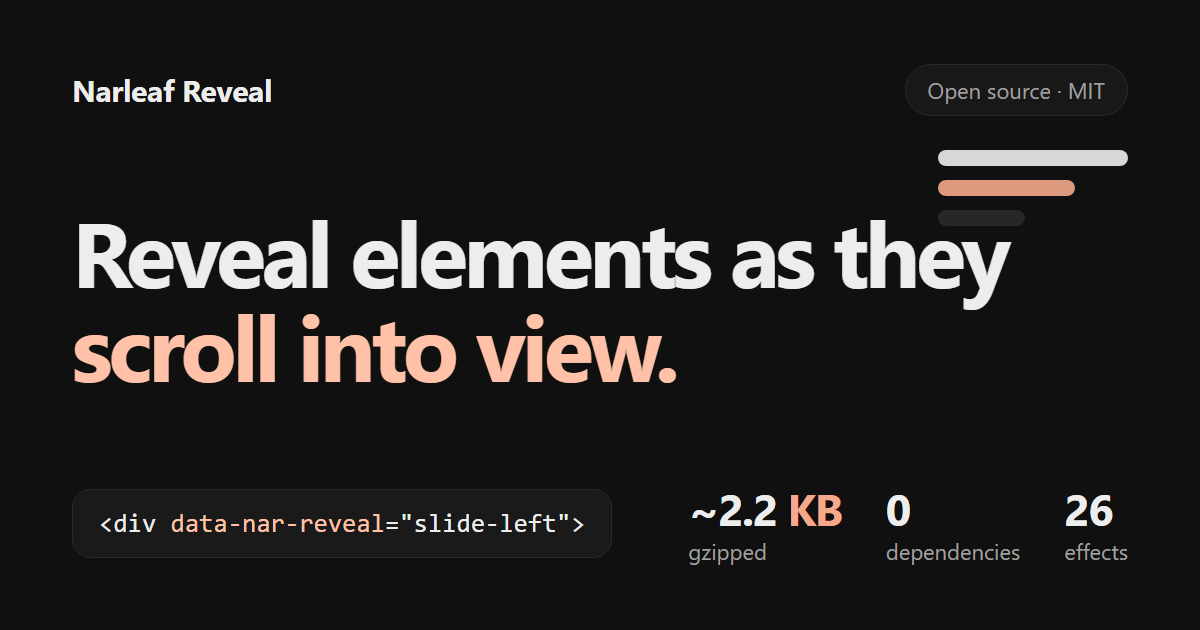 Narleaf Reveal
Open source · MIT
Reveal elements as they
scroll into view.
<div data-nar-reveal="slide-left">
~2.2 KB
gzipped
0
dependencies
26
effects